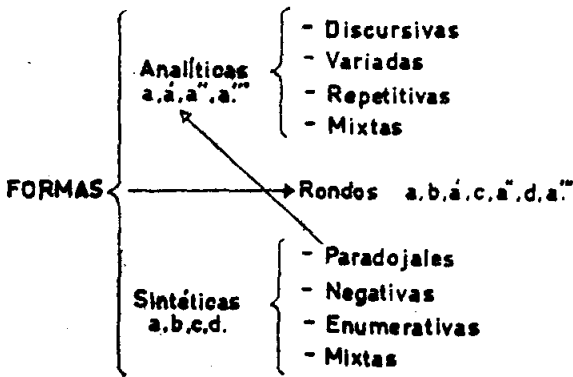 - Discursivas
Analíticas
- Variadas
a,á,a",a.'"
- Repetitivas
- Mixtas
FORMAS
Rondos a,b,á,c,a",d,a.'"
- Paradojales
- Negativas
Sintéticas
a,b,c,d.
- Enumerativas
- Mixtas